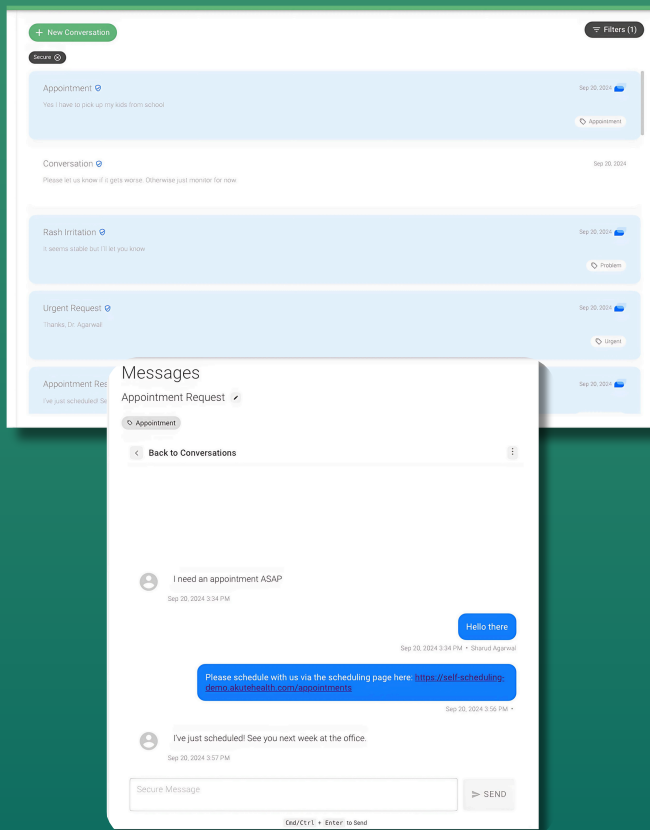 + New Conversation
Filters (1)
Secure
Appointment
Sep 20, 2024
Yes I have to pick up my kids from school
Appointment
Conversation
Sep 20, 2024
Please let us know if it gets worse. Otherwise just monitor for now.
Rash Irritation
Sep 20, 2024
It seems stable but I'll let you know
Problem
Urgent Request
Sep 20, 2024
Thanks, Dr. Agarwal!
Urgent
Appointment Res
Sep 20, 2024
I've just scheduled! Se
Messages
Appointment Request
Appointment
Back to Conversations
I need an appointment ASAP
Sep 20, 2024 3:34 PM
Hello there
Sep 20, 2024 3:34 PM • Sharud Agarwal
Please schedule with us via the scheduling page here: https://self-scheduling-
demo.akutehealth.com/appointments
Sep 20, 2024 3:56 PM •
I've just scheduled! See you next week at the office.
Sep 20, 2024 3:57 PM
Secure Message
SEND
Cmd/Ctrl + Enter to Send